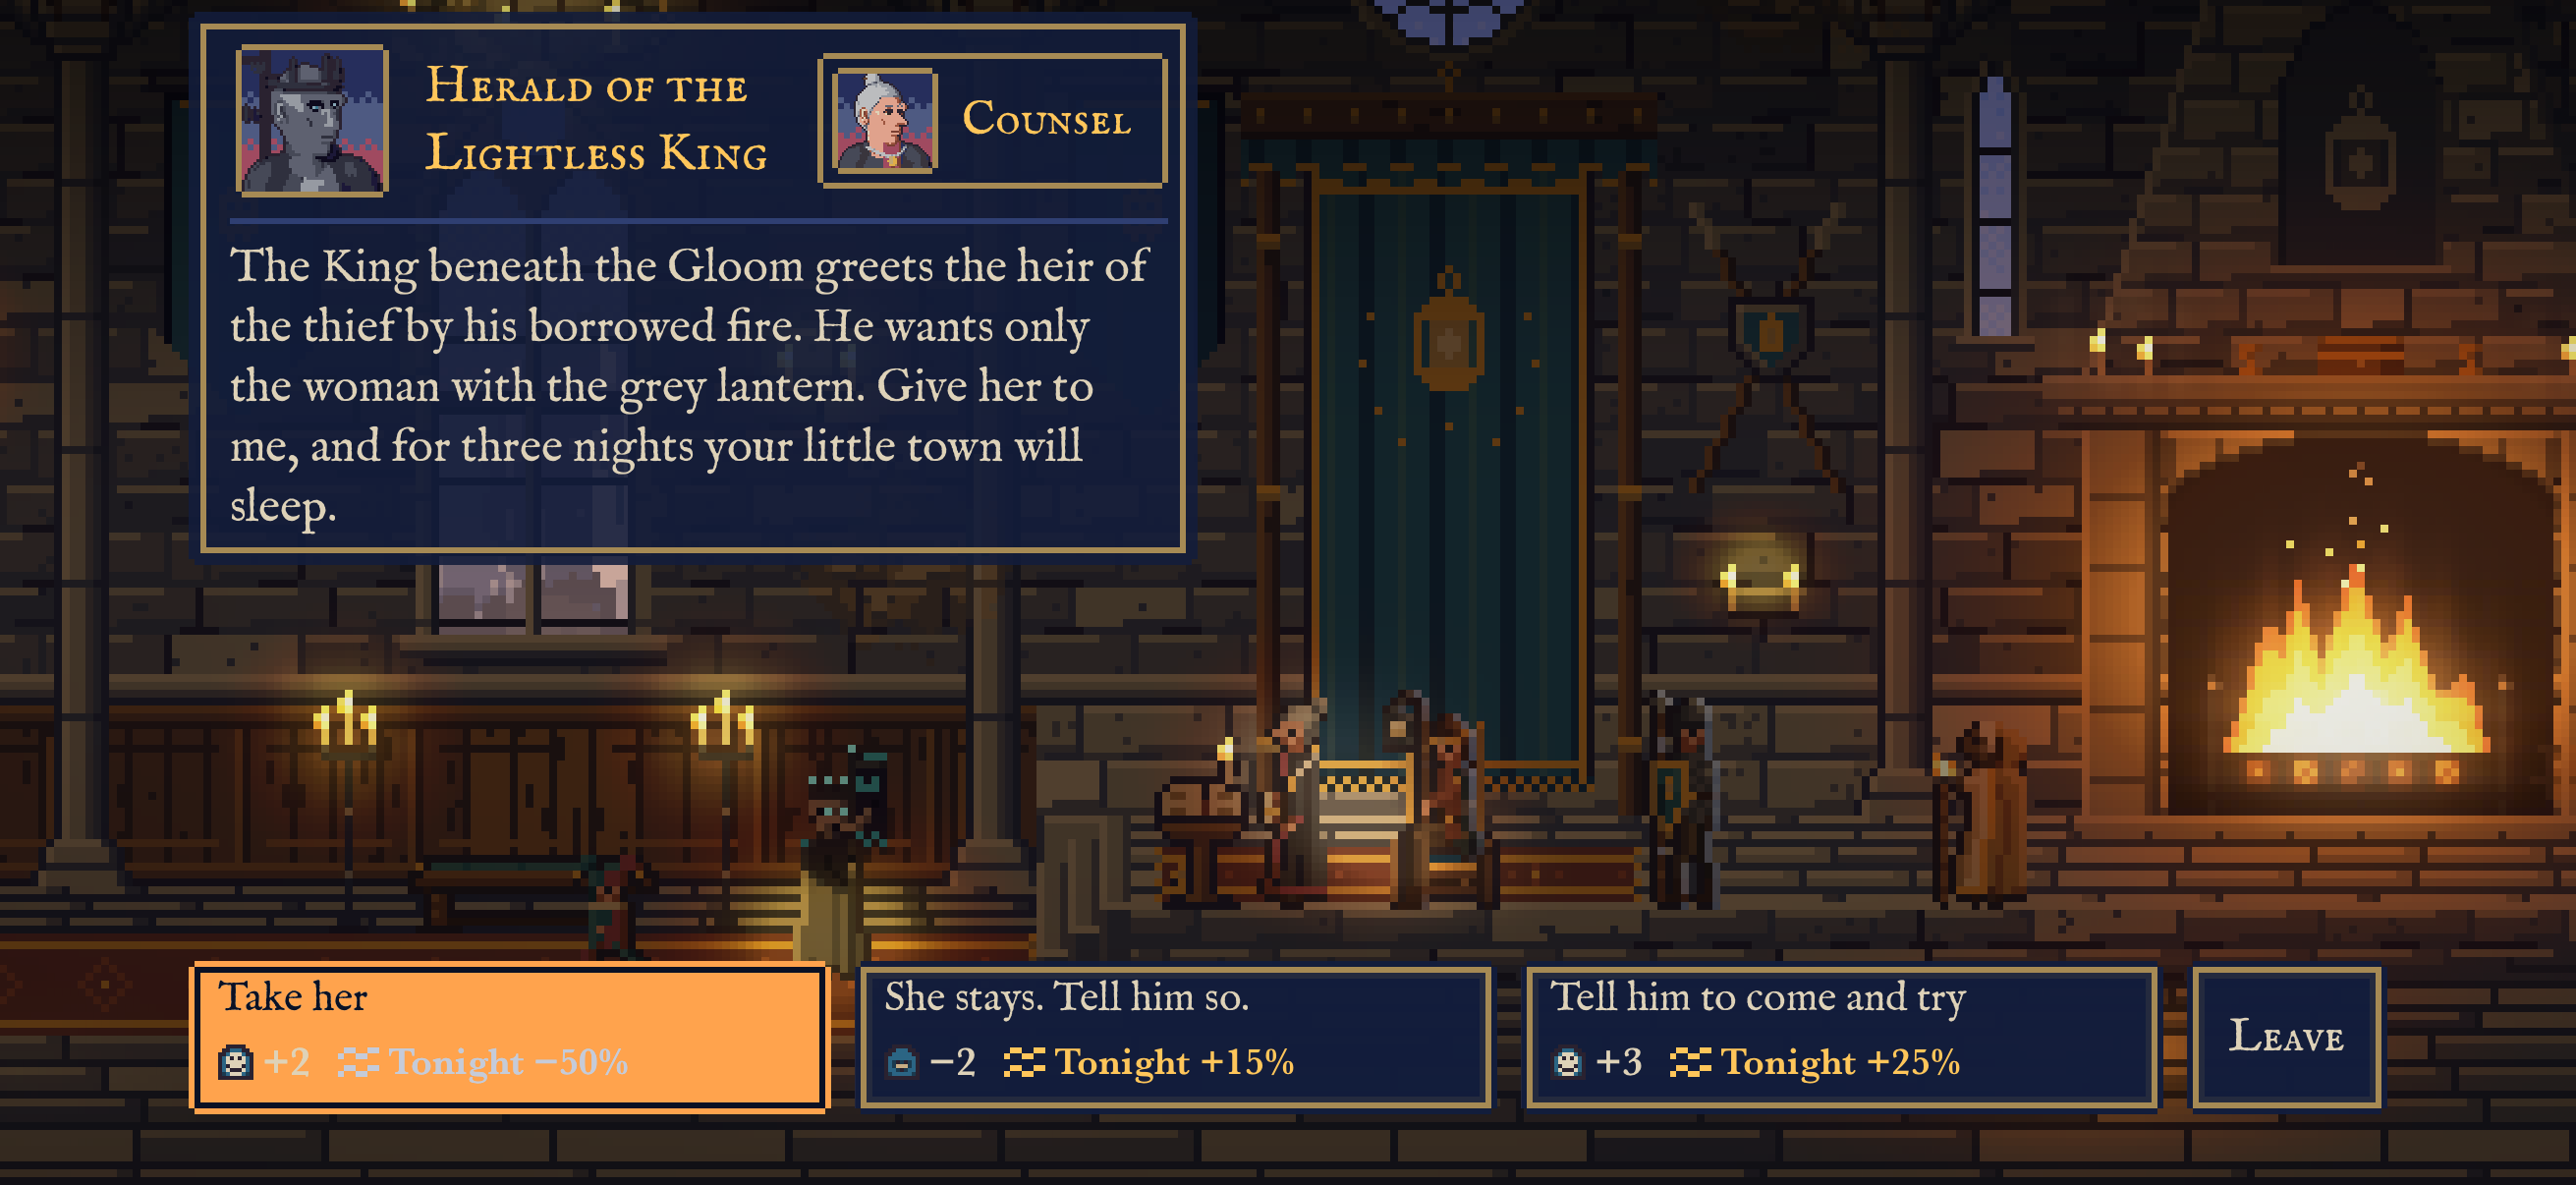 Herald of the
Lightless King
Counsel
The King beneath the Gloom greets the heir of
the thief by his borrowed fire. He wants only
the woman with the grey lantern. Give her to
me, and for three nights your little town will
sleep.
Take her
+2 Tonight −50%
She stays. Tell him so.
−2 Tonight +15%
Tell him to come and try
+3 Tonight +25%
Leave